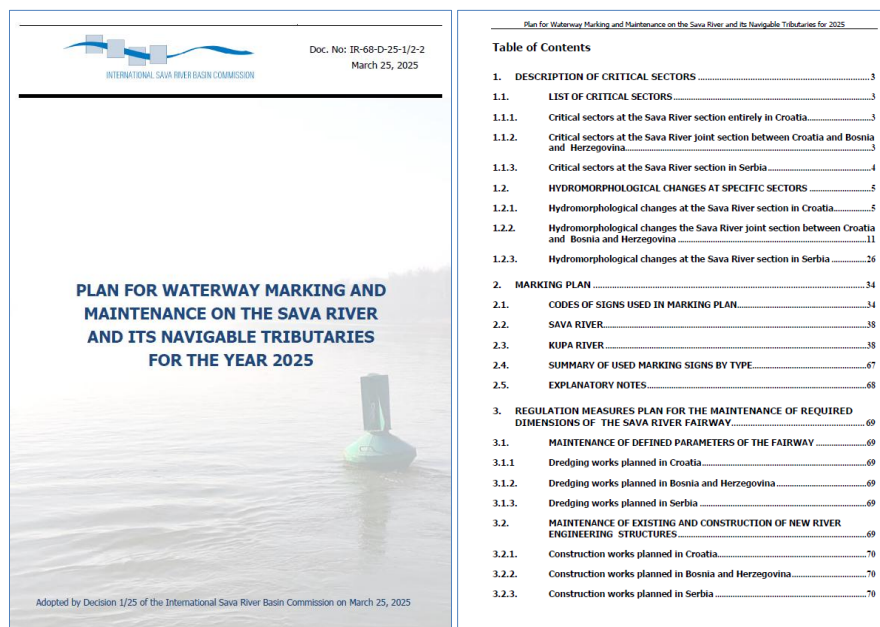 INTERNATIONAL SAVA RIVER BASIN COMMISSION
Doc. No: IR-68-D-25-1/2-2
March 25, 2025
PLAN FOR WATERWAY MARKING AND
MAINTENANCE ON THE SAVA RIVER
AND ITS NAVIGABLE TRIBUTARIES
FOR THE YEAR 2025
Adopted by Decision 1/25 of the International Sava River Basin Commission on March 25, 2025
Plan for Waterway Marking and Maintenance on the Sava River and its Navigable Tributaries for 2025
Table of Contents
1. DESCRIPTION OF CRITICAL SECTORS 3
1.1. LIST OF CRITICAL SECTORS 3
1.1.1. Critical sectors at the Sava River section entirely in Croatia 3
1.1.2. Critical sectors at the Sava River joint section between Croatia and Bosnia
and Herzegovina 3
1.1.3. Critical sectors at the Sava River section in Serbia 4
1.2. HYDROMORPHOLOGICAL CHANGES AT SPECIFIC SECTORS 5
1.2.1. Hydromorphological changes at the Sava River section in Croatia 5
1.2.2. Hydromorphological changes the Sava River joint section between Croatia
and Bosnia and Herzegovina 11
1.2.3. Hydromorphological changes at the Sava River section in Serbia 26
2. MARKING PLAN 34
2.1. CODES OF SIGNS USED IN MARKING PLAN 34
2.2. SAVA RIVER 38
2.3. KUPA RIVER 38
2.4. SUMMARY OF USED MARKING SIGNS BY TYPE 67
2.5. EXPLANATORY NOTES 68
3. REGULATION MEASURES PLAN FOR THE MAINTENANCE OF REQUIRED
DIMENSIONS OF THE SAVA RIVER FAIRWAY 69
3.1. MAINTENANCE OF DEFINED PARAMETERS OF THE FAIRWAY 69
3.1.1 Dredging works planned in Croatia 69
3.1.2. Dredging works planned in Bosnia and Herzegovina 69
3.1.3. Dredging works planned in Serbia 69
3.2. MAINTENANCE OF EXISTING AND CONSTRUCTION OF NEW RIVER
ENGINEERING STRUCTURES 69
3.2.1. Construction works planned in Croatia 70
3.2.2. Construction works planned in Bosnia and Herzegovina 70
3.2.3. Construction works planned in Serbia 70